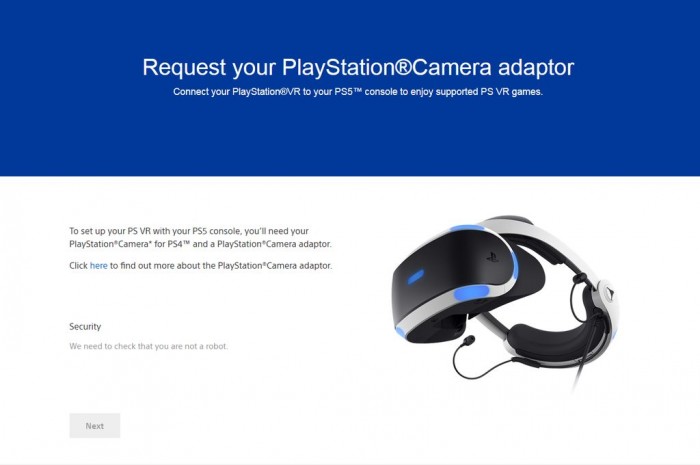 Request your PlayStation®Camera adaptor
Connect your PlayStation®VR to your PS5™ console to enjoy supported PS VR games.
To set up your PS VR with your PS5 console, you'll need your
PlayStation®Camera* for PS4™ and a PlayStation®Camera adaptor.
Click here to find out more about the PlayStation®Camera adaptor.
Security
We need to check that you are not a robot.
Next